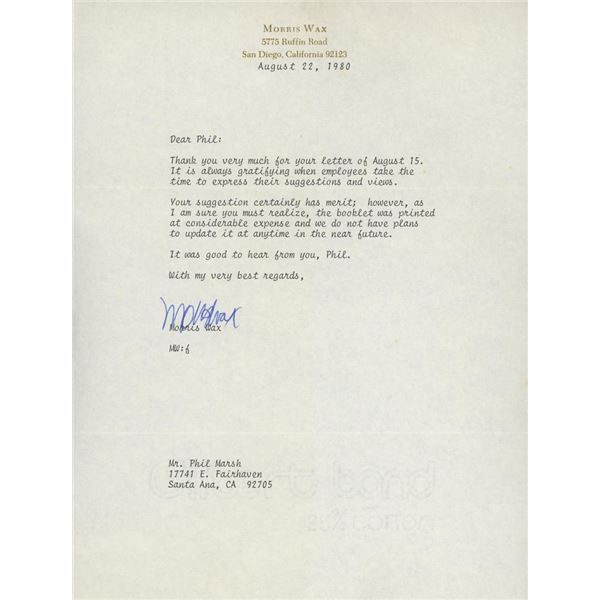 MORRIS WAX
5775 Ruffin Road
San Diego, California 92123
August 22, 1980
Dear Phil:
Thank you very much for your letter of August 15.
It is always gratifying when employees take the
time to express their suggestions and views.
Your suggestion certainly has merit; however, as
I am sure you must realize, the booklet was printed
at considerable expense and we do not have plans
to update it at anytime in the near future.
It was good to hear from you, Phil.
With my very best regards,
Morris Wax
MW:f
Mr. Phil Marsh
17741 E. Fairhaven
Santa Ana, CA 92705